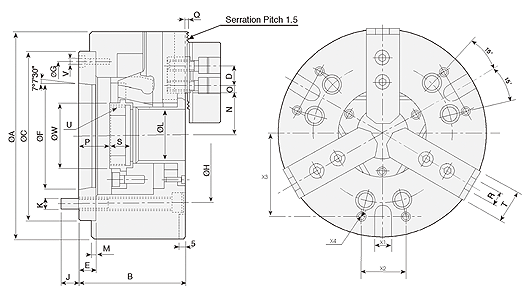 Q
Serration Pitch 1.5
ØG
V
7°7'30"
ØA
ØC
ØF
ØW
U
P
S
ØL
ØH
D
O
N
K
J
E
M
B
5
15°
15°
X3
X4
X1
X2
R
T